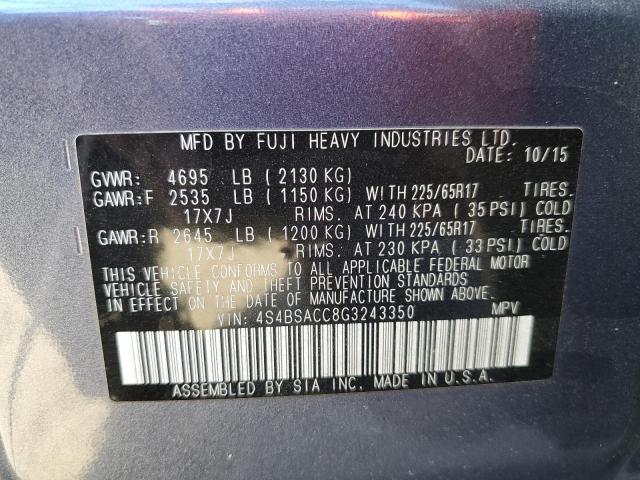 MFD BY FUJI HEAVY INDUSTRIES LTD.
DATE: 10/15
GVWR: 4695 LB (2130 KG)
GAWR:F 2535 LB (1150 KG) WITH 225/65R17 TIRES.
17X7J RIMS. AT 240 KPA (35 PSI) COLD
GAWR:R 2645 LB (1200 KG) WITH 225/65R17 TIRES.
17X7J RIMS. AT 230 KPA (33 PSI) COLD
THIS VEHICLE CONFORMS TO ALL APPLICABLE FEDERAL MOTOR
VEHICLE SAFETY AND THEFT PREVENTION STANDARDS
IN EFFECT ON THE DATE OF MANUFACTURE SHOWN ABOVE.
VIN: 4S4BSACC8G3243350 MPV
ASSEMBLED BY SIA INC. MADE IN U.S.A.